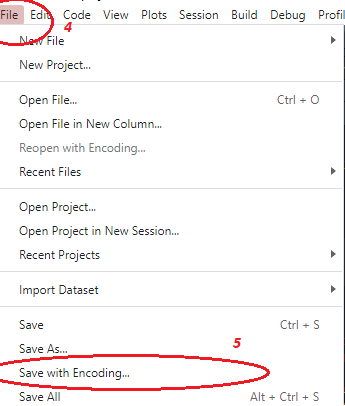 File Edit Code View Plots Session Build Debug Profil
4
New File
New Project...
Open File... Ctrl + O
Open File in New Column...
Reopen with Encoding...
Recent Files
Open Project...
Open Project in New Session...
Recent Projects
Import Dataset
Save Ctrl + S
5
Save As...
Save with Encoding...
Save All Alt + Ctrl + S